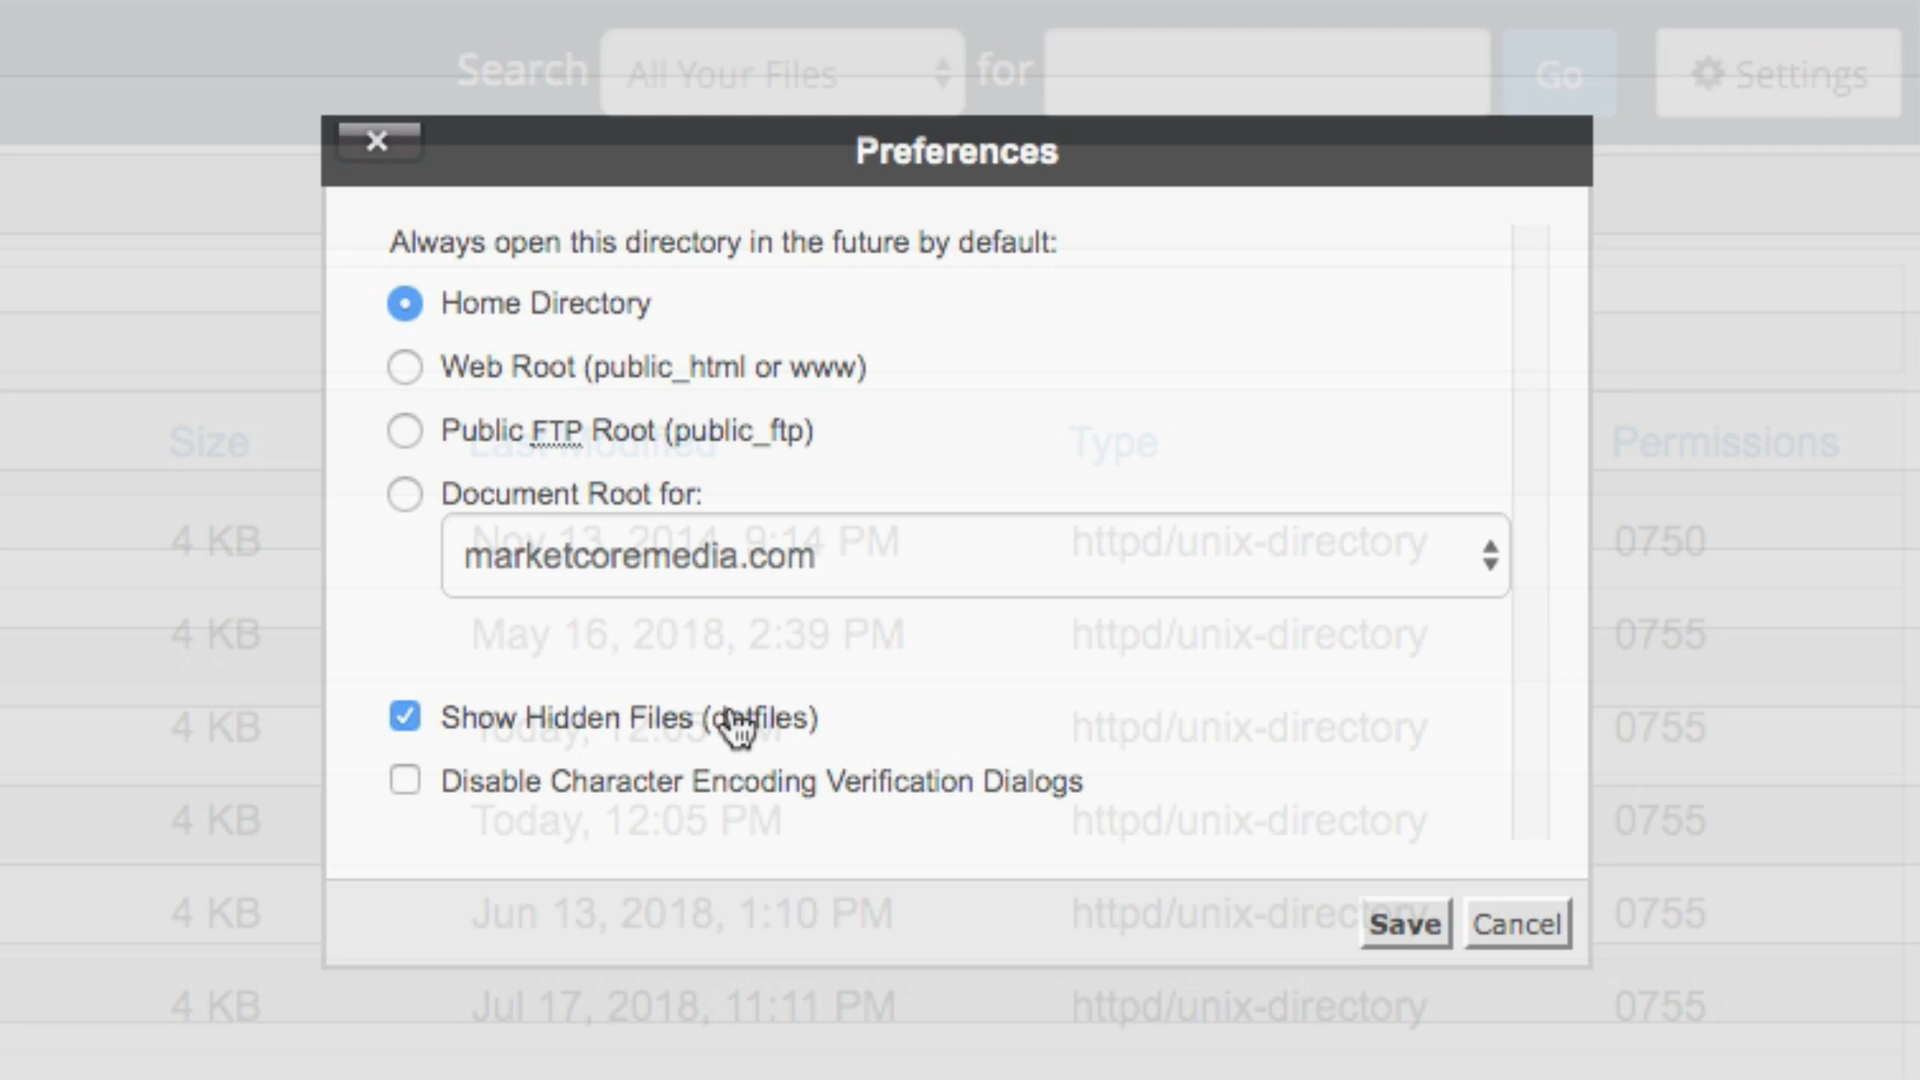 Search All Your Files for Go Settings
Preferences
Always open this directory in the future by default:
Home Directory
Web Root (public_html or www)
Public FTP Root (public_ftp)
Size Last Modified Type Permissions
Document Root for:
4 KB Nov 13, 2014, 9:14 PM httpd/unix-directory 0750
marketcoremedia.com
4 KB May 16, 2018, 2:39 PM httpd/unix-directory 0755
Show Hidden Files (dotfiles)
4 KB Today, 12:05 PM httpd/unix-directory 0755
Disable Character Encoding Verification Dialogs
4 KB Today, 12:05 PM httpd/unix-directory 0755
4 KB Jun 13, 2018, 1:10 PM httpd/unix-directory 0755
Save Cancel
4 KB Jul 17, 2018, 11:11 PM httpd/unix-directory 0755